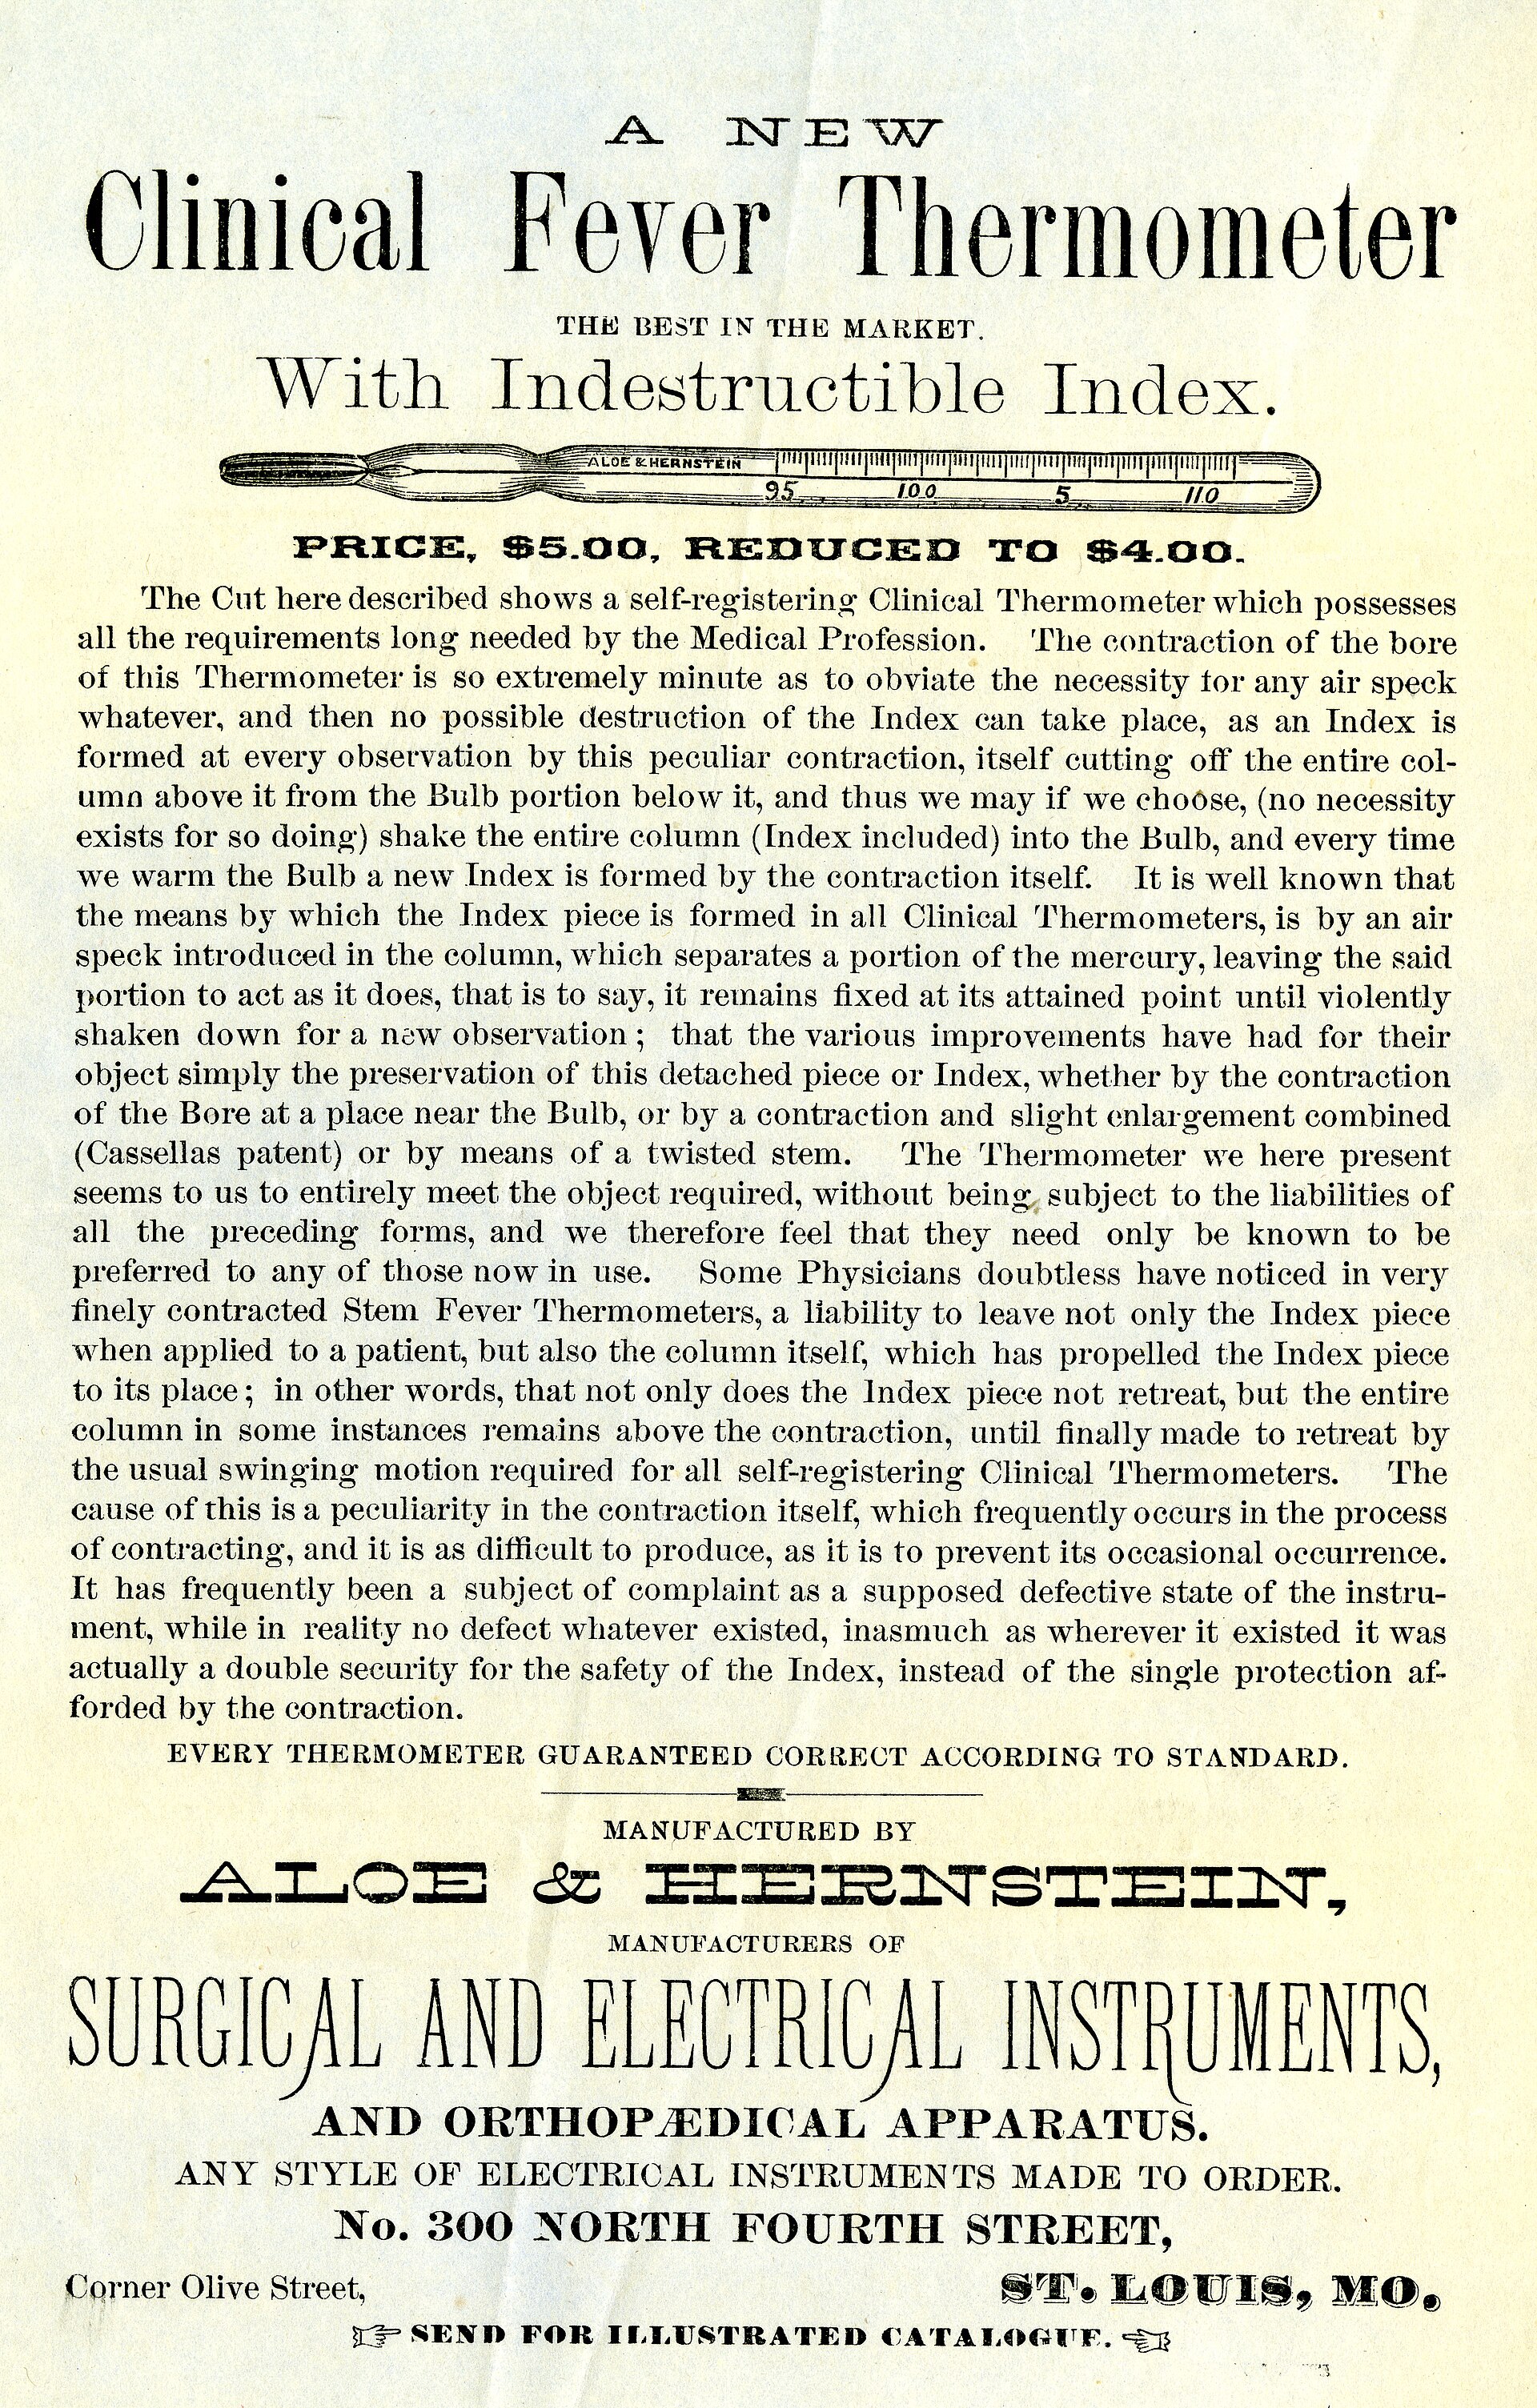 A NEW
Clinical Fever Thermometer
THE BEST IN THE MARKET.
With Indestructible Index.
ALOE & HERNSTEIN
95 100 5 110
PRICE, $5.00, REDUCED TO $4.00.
The Cut here described shows a self-registering Clinical Thermometer which possesses
all the requirements long needed by the Medical Profession. The contraction of the bore
of this Thermometer is so extremely minute as to obviate the necessity for any air speck
whatever, and then no possible destruction of the Index can take place, as an Index is
formed at every observation by this peculiar contraction, itself cutting off the entire col-
umn above it from the Bulb portion below it, and thus we may if we choose, (no necessity
exists for so doing) shake the entire column (Index included) into the Bulb, and every time
we warm the Bulb a new Index is formed by the contraction itself. It is well known that
the means by which the Index piece is formed in all Clinical Thermometers, is by an air
speck introduced in the column, which separates a portion of the mercury, leaving the said
portion to act as it does, that is to say, it remains fixed at its attained point until violently
shaken down for a new observation; that the various improvements have had for their
object simply the preservation of this detached piece or Index, whether by the contraction
of the Bore at a place near the Bulb, or by a contraction and slight enlargement combined
(Cassellas patent) or by means of a twisted stem. The Thermometer we here present
seems to us to entirely meet the object required, without being subject to the liabilities of
all the preceding forms, and we therefore feel that they need only be known to be
preferred to any of those now in use. Some Physicians doubtless have noticed in very
finely contracted Stem Fever Thermometers, a liability to leave not only the Index piece
when applied to a patient, but also the column itself, which has propelled the Index piece
to its place; in other words, that not only does the Index piece not retreat, but the entire
column in some instances remains above the contraction, until finally made to retreat by
the usual swinging motion required for all self-registering Clinical Thermometers. The
cause of this is a peculiarity in the contraction itself, which frequently occurs in the process
of contracting, and it is as difficult to produce, as it is to prevent its occasional occurrence.
It has frequently been a subject of complaint as a supposed defective state of the instru-
ment, while in reality no defect whatever existed, inasmuch as wherever it existed it was
actually a double security for the safety of the Index, instead of the single protection af-
forded by the contraction.
EVERY THERMOMETER GUARANTEED CORRECT ACCORDING TO STANDARD.
MANUFACTURED BY
ALOE & HERNSTEIN,
MANUFACTURERS OF
SURGICAL AND ELECTRICAL INSTRUMENTS,
AND ORTHOPÆDICAL APPARATUS.
ANY STYLE OF ELECTRICAL INSTRUMENTS MADE TO ORDER.
No. 300 NORTH FOURTH STREET,
Corner Olive Street, ST. LOUIS, MO.
SEND FOR ILLUSTRATED CATALOGUE.